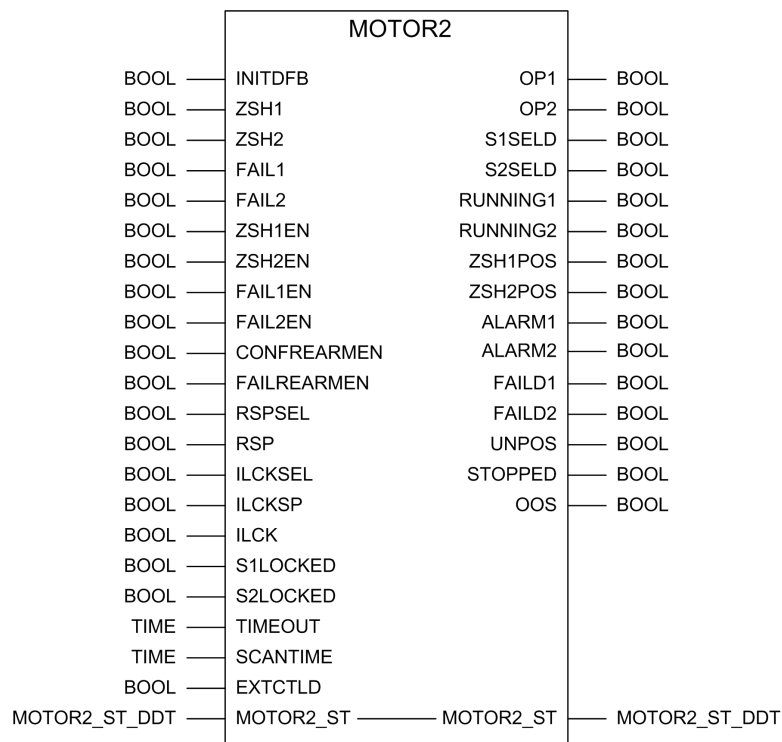 MOTOR2
BOOL INITDFB OP1 BOOL
BOOL ZSH1 OP2 BOOL
BOOL ZSH2 S1SELD BOOL
BOOL FAIL1 S2SELD BOOL
BOOL FAIL2 RUNNING1 BOOL
BOOL ZSH1EN RUNNING2 BOOL
BOOL ZSH2EN ZSH1POS BOOL
BOOL FAIL1EN ZSH2POS BOOL
BOOL FAIL2EN ALARM1 BOOL
BOOL CONFREARMEN ALARM2 BOOL
BOOL FAILREARMEN FAILD1 BOOL
BOOL RSPSEL FAILD2 BOOL
BOOL RSP UNPOS BOOL
BOOL ILCKSEL STOPPED BOOL
BOOL ILCKSP OOS BOOL
BOOL ILCK
BOOL S1LOCKED
BOOL S2LOCKED
TIME TIMEOUT
TIME SCANTIME
BOOL EXTCTLD
MOTOR2_ST_DDT MOTOR2_ST MOTOR2_ST MOTOR2_ST_DDT